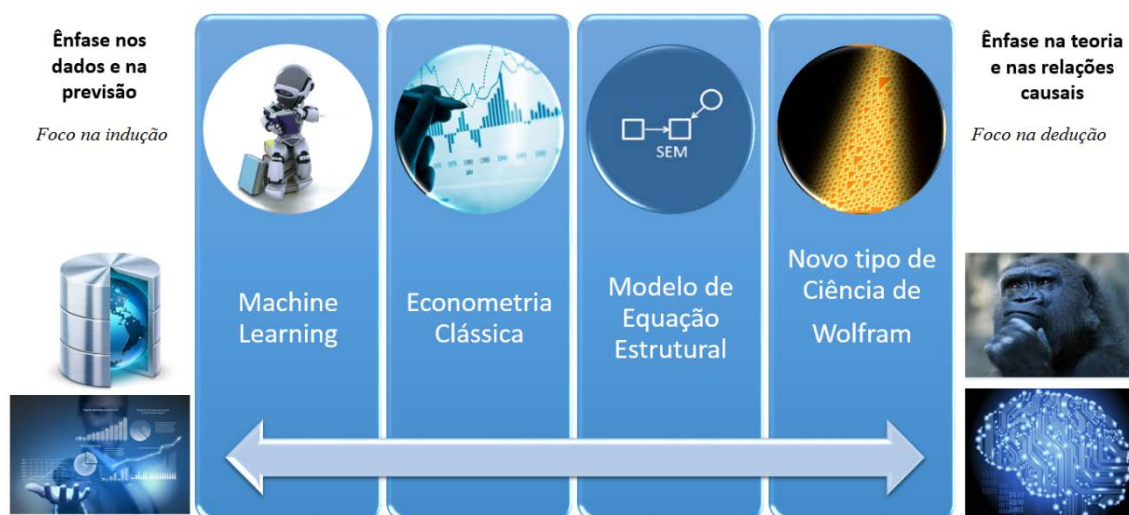 Ênfase nos
dados e na
previsão
Foco na indução
Machine
Learning
Econometria
Clássica
SEM
Modelo de
Equação
Estrutural
Novo tipo de
Ciência de
Wolfram
Ênfase na teoria
e nas relações
causais
Foco na dedução